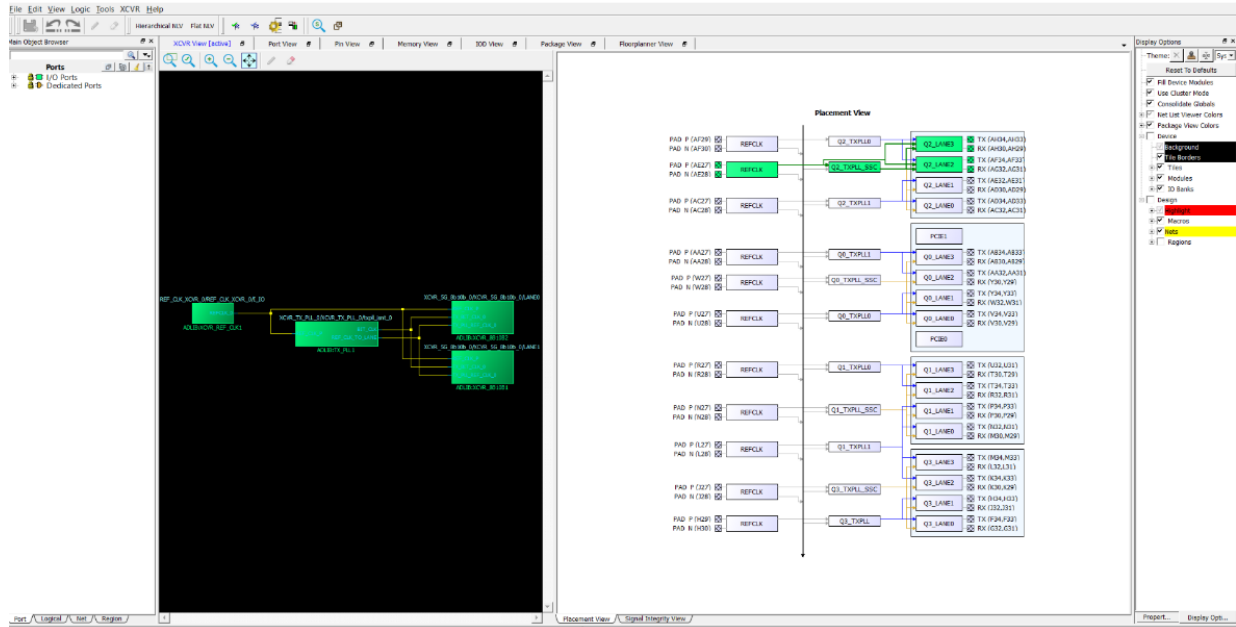 File Edit View Logic Tools XCVR Help
Hierarchical NLV Flat NLV
Main Object Browser
XCVR View [active]
Port View
Pin View
Memory View
IOD View
Package View
Floorplanner View
Display Options
Ports
I/O Ports
Dedicated Ports
Theme: Sys
Reset To Defaults
Fill Device Modules
Use Cluster Mode
Consolidate Globals
Net List Viewer Colors
Package View Colors
Device
Background
Tile Borders
Tiles
Modules
IO Banks
Design
Highlight
Macros
Nets
Regions
ADLIB:XCVR_REF_CLK1
XCVR_TX_PLL_0/XCVR_TX_PLL_0/txpll_isnt_0
ADLIB:TX_PLL1
Placement View
PAD P (AF29) REFCLK Q2_TXPLL0 Q2_LANE3 TX (AH34,AH33)
PAD N (AF30) RX (AH30,AH29)
PAD P (AE27) REFCLK Q2_TXPLL_SSC Q2_LANE2 TX (AF34,AF33)
PAD N (AE28) RX (AG32,AG31)
Q2_LANE1 TX (AE32,AE31)
RX (AD30,AD29)
PAD P (AC27) REFCLK Q2_TXPLL1 Q2_LANE0 TX (AD34,AD33)
PAD N (AC28) RX (AC32,AC31)
PCIE1
PAD P (AA27) REFCLK Q0_TXPLL1 Q0_LANE3 TX (AB34,AB33)
PAD N (AA28) RX (AB30,AB29)
PAD P (W27) REFCLK Q0_TXPLL_SSC Q0_LANE2 TX (AA32,AA31)
PAD N (W28) RX (Y30,Y29)
Q0_LANE1 TX (Y34,Y33)
RX (W32,W31)
PAD P (U27) REFCLK Q0_TXPLL0 Q0_LANE0 TX (V34,V33)
PAD N (U28) RX (V30,V29)
PCIE0
PAD P (R27) REFCLK Q1_TXPLL0 Q1_LANE3 TX (U32,U31)
PAD N (R28) RX (T30,T29)
Q1_LANE2 TX (T34,T33)
RX (R32,R31)
PAD P (N27) REFCLK Q1_TXPLL_SSC Q1_LANE1 TX (P34,P33)
PAD N (N28) RX (P30,P29)
Q1_LANE0 TX (N32,N31)
RX (M30,M29)
PAD P (L27) Q1_TXPLL1
PAD N (L28)
Q3_LANE3 TX (M34,M33)
RX (L32,L31)
PAD P (J27) REFCLK Q3_TXPLL_SSC Q3_LANE2 TX (K34,K33)
PAD N (J28) RX (K30,K29)
Q3_LANE1 TX (H34,H33)
RX (J32,J31)
PAD P (H29) REFCLK Q3_TXPLL Q3_LANE0 TX (F34,F33)
PAD N (H30) RX (G32,G31)
Port Logical Net Region
Placement View Signal Integrity View
Propert... Display Opti...